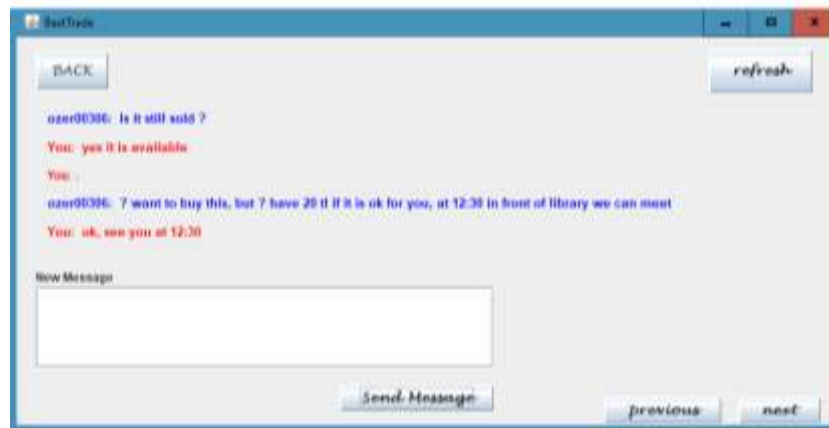 BestTrade
BACK
refresh
ozer00306: Is it still sold ?
You: yes it is available
You: .
ozer00306: ? want to buy this, but ? have 20 tl if it is ok for you, at 12:30 in front of library we can meet
You: ok, see you at 12:30
New Message
Send Message
previous
next